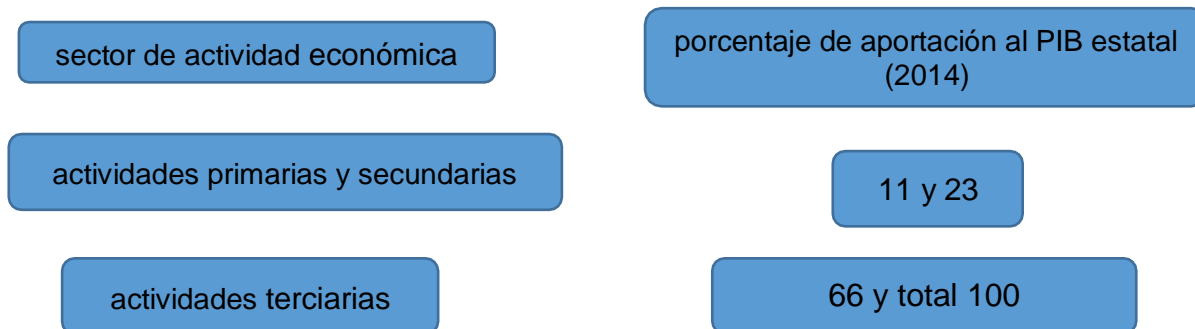 sector de actividad económica
porcentaje de aportación al PIB estatal
(2014)
actividades primarias y secundarias
11 y 23
actividades terciarias
66 y total 100